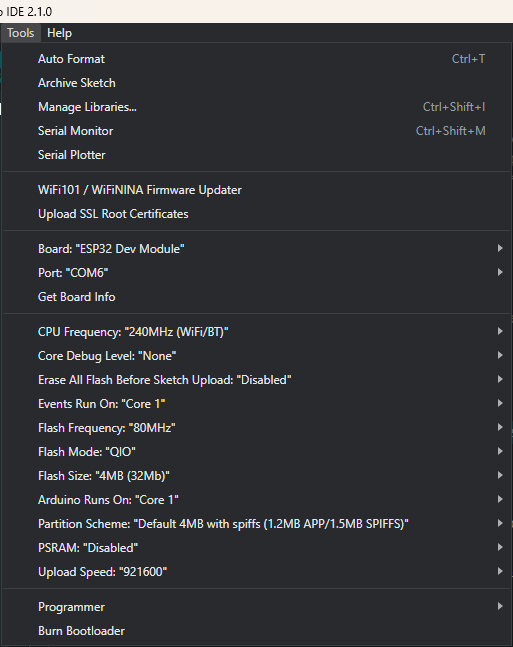 IDE 2.1.0
Tools Help
Auto Format Ctrl+T
Archive Sketch
Manage Libraries... Ctrl+Shift+I
Serial Monitor Ctrl+Shift+M
Serial Plotter
WiFi101 / WiFiNINA Firmware Updater
Upload SSL Root Certificates
Board: "ESP32 Dev Module"
Port: "COM6"
Get Board Info
CPU Frequency: "240MHz (WiFi/BT)"
Core Debug Level: "None"
Erase All Flash Before Sketch Upload: "Disabled"
Events Run On: "Core 1"
Flash Frequency: "80MHz"
Flash Mode: "QIO"
Flash Size: "4MB (32Mb)"
Arduino Runs On: "Core 1"
Partition Scheme: "Default 4MB with spiffs (1.2MB APP/1.5MB SPIFFS)"
PSRAM: "Disabled"
Upload Speed: "921600"
Programmer
Burn Bootloader